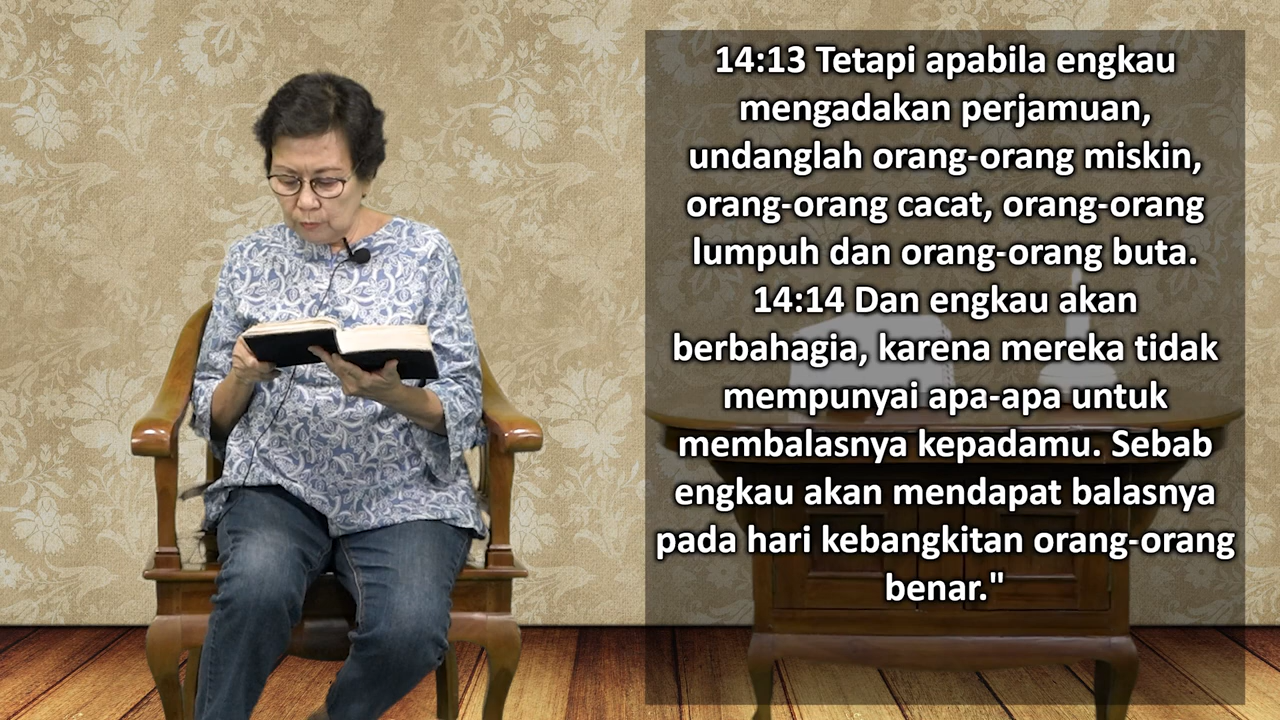 14:13 Tetapi apabila engkau
mengadakan perjamuan,
undanglah orang-orang miskin,
orang-orang cacat, orang-orang
lumpuh dan orang-orang buta.
14:14 Dan engkau akan
berbahagia, karena mereka tidak
mempunyai apa-apa untuk
membalasnya kepadamu. Sebab
engkau akan mendapat balasnya
pada hari kebangkitan orang-orang
benar."